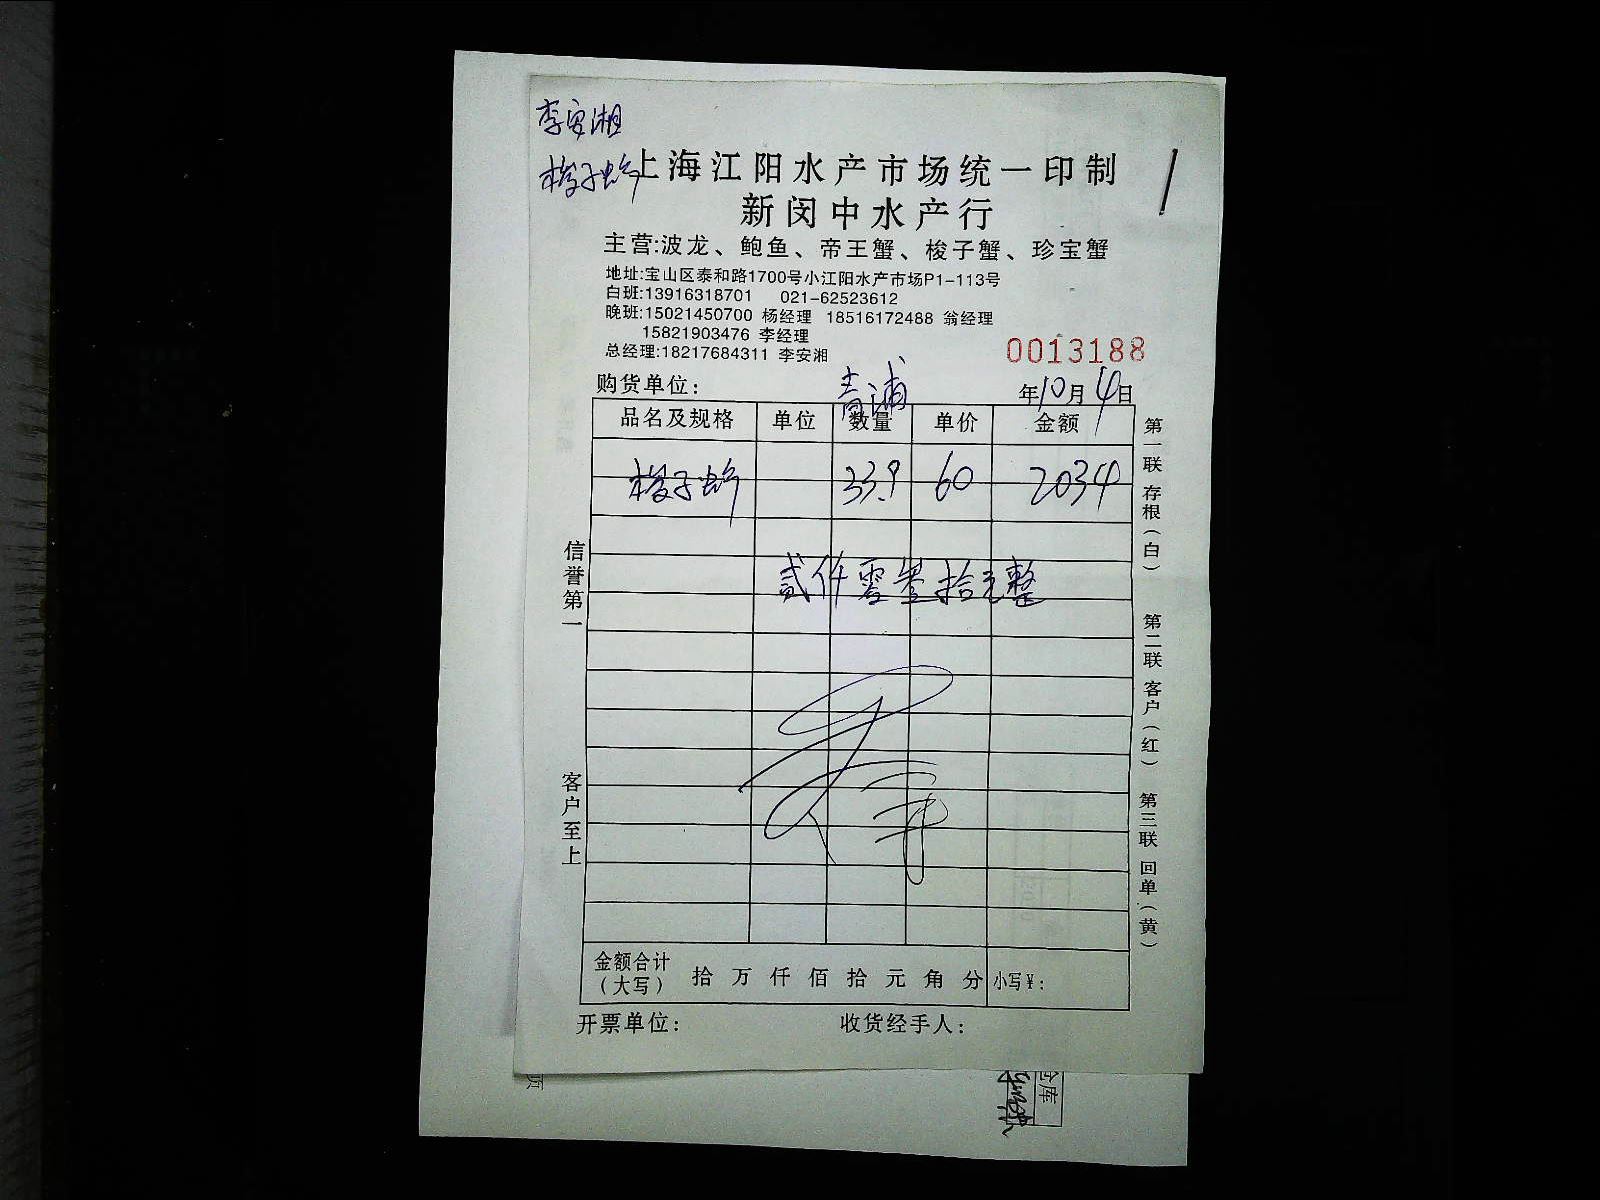 李安湘
梭子蟹
上海江阳水产市场统一印制
新闵中水产行
主营:波龙、鲍鱼、帝王蟹、梭子蟹、珍宝蟹
地址:宝山区泰和路1700号小江阳水产市场P1-113号
白班:13916318701 021-62523612
晚班:15021450700 杨经理 18516172488 翁经理
15821903476 李经理
总经理:18217684311 李安湘
0013188
购货单位: 青浦 年10月4日
品名及规格 单位 数量 单价 金额
梭子蟹 33.9 60 2034
贰仟零叁拾元整
金额合计(大写) 拾 万 仟 佰 拾 元 角 分 小写¥:
开票单位: 收货经手人:
信誉第一
客户至上
第一联 存根(白)
第二联 客户(红)
第三联 回单(黄)
仓库
页